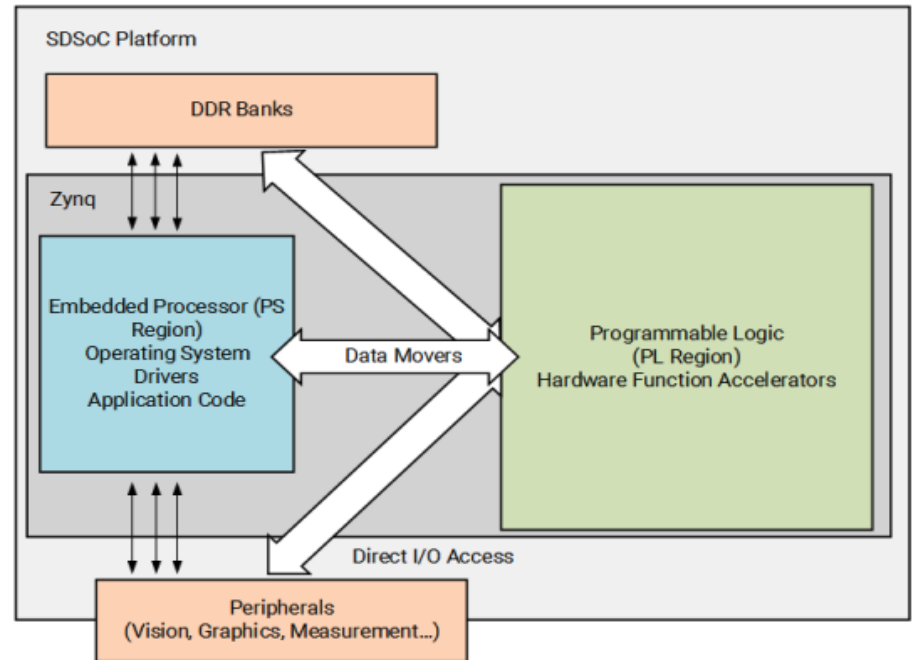 SDSoC Platform
DDR Banks
Zynq
Embedded Processor (PS
Region)
Operating System
Drivers
Application Code
Data Movers
Programmable Logic
(PL Region)
Hardware Function Accelerators
Direct I/O Access
Peripherals
(Vision, Graphics, Measurement...)